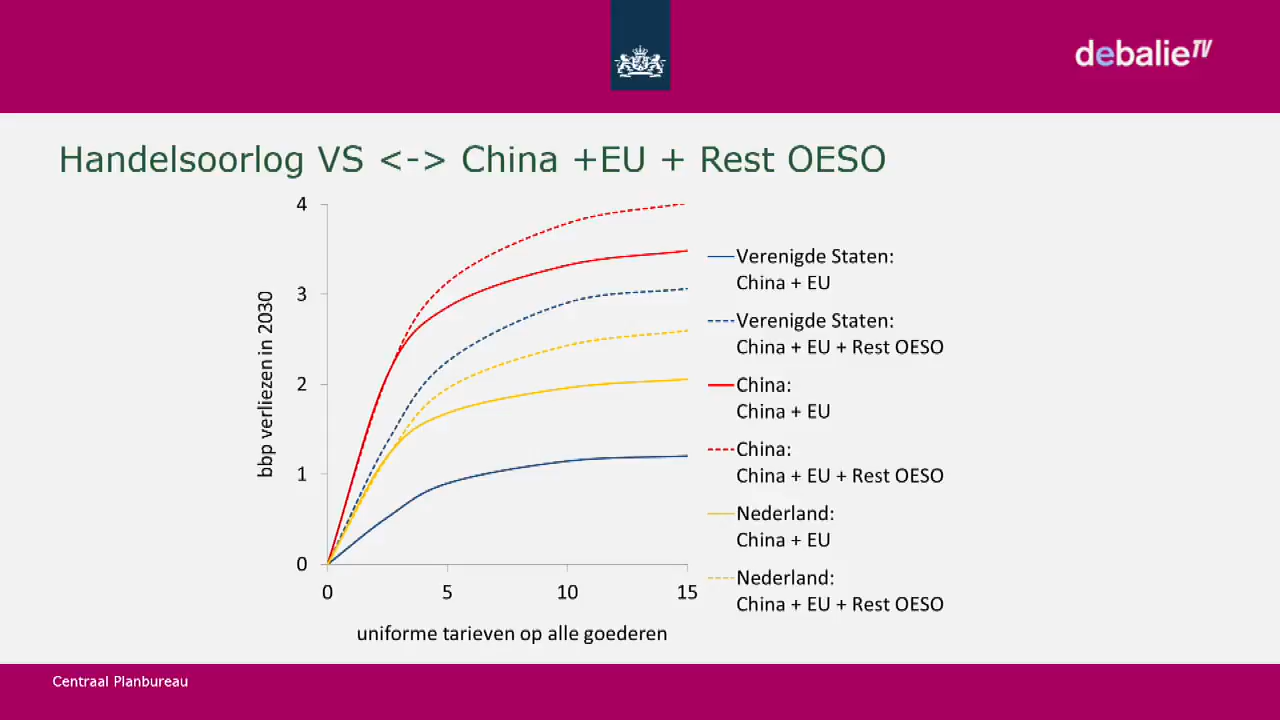 debalieTV
Handelsoorlog VS <-> China +EU + Rest OESO
4
3
2
1
0
bbp verliezen in 2030
0 5 10 15
uniforme tarieven op alle goederen
Verenigde Staten:
China + EU
Verenigde Staten:
China + EU + Rest OESO
China:
China + EU
China:
China + EU + Rest OESO
Nederland:
China + EU
Nederland:
China + EU + Rest OESO
Centraal Planbureau